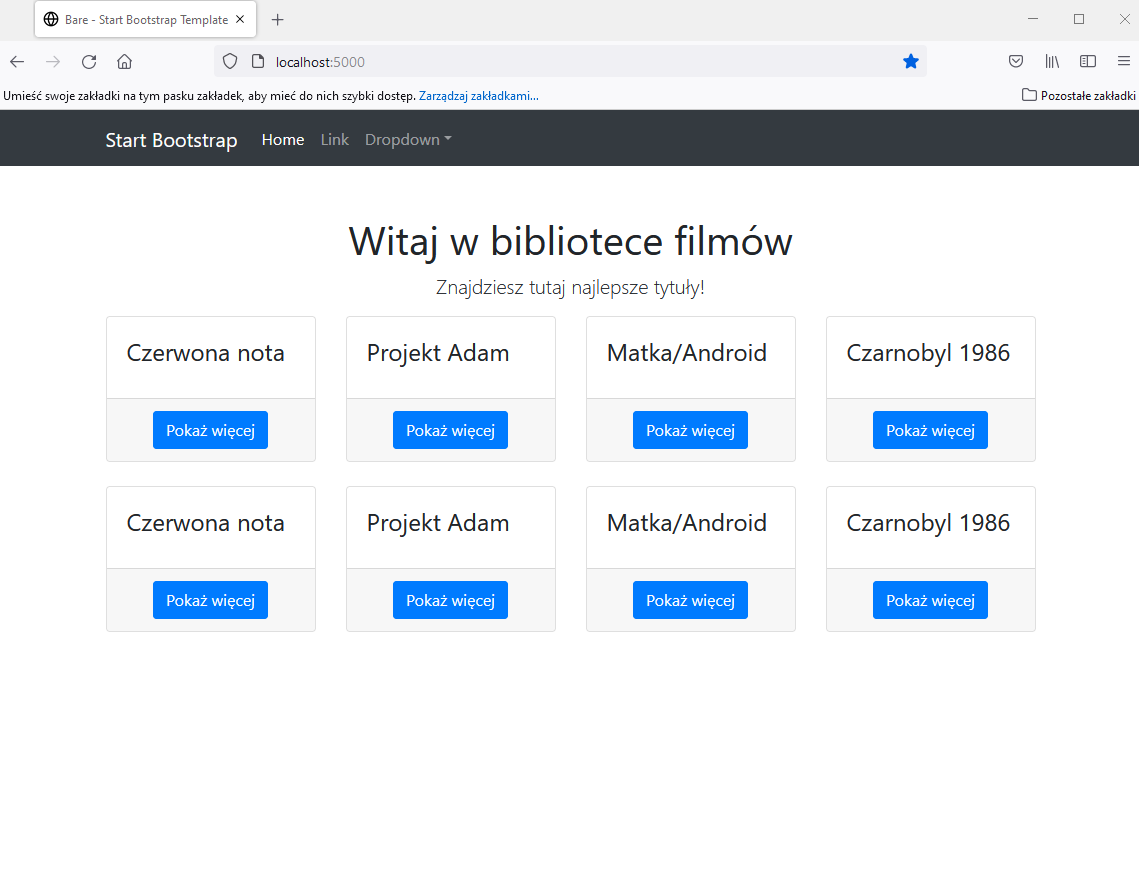 Bare - Start Bootstrap Template
localhost:5000
Umieść swoje zakładki na tym pasku zakładek, aby mieć do nich szybki dostęp. Zarządzaj zakładkami... Pozostałe zakładki
Start Bootstrap Home Link Dropdown
Witaj w bibliotece filmów
Znajdziesz tutaj najlepsze tytuły!
Czerwona nota Projekt Adam Matka/Android Czarnobyl 1986
Pokaż więcej Pokaż więcej Pokaż więcej Pokaż więcej
Czerwona nota Projekt Adam Matka/Android Czarnobyl 1986
Pokaż więcej Pokaż więcej Pokaż więcej Pokaż więcej